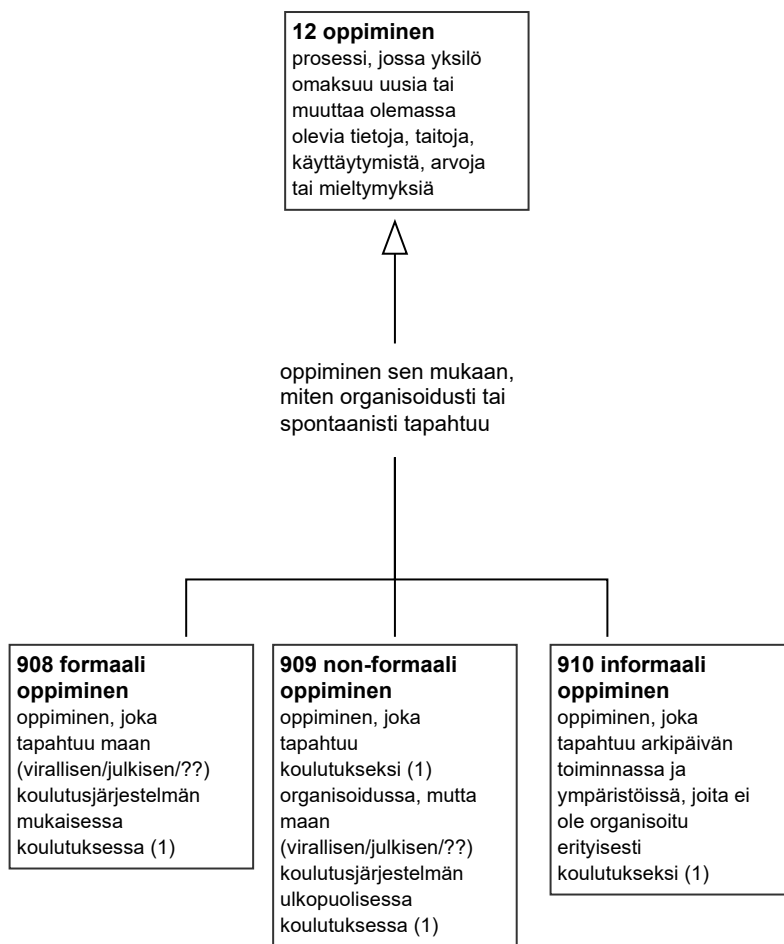 12 oppiminen
prosessi, jossa yksilö
omaksuu uusia tai
muuttaa olemassa
olevia tietoja, taitoja,
käyttäytymistä, arvoja
tai mieltymyksiä
oppiminen sen mukaan,
miten organisoidusti tai
spontaanisti tapahtuu
908 formaali
oppiminen
oppiminen, joka
tapahtuu maan
(virallisen/julkisen/??)
koulutusjärjestelmän
mukaisessa
koulutuksessa (1)
909 non-formaali
oppiminen
oppiminen, joka
tapahtuu
koulutukseksi (1)
organisoidussa, mutta
maan
(virallisen/julkisen/??)
koulutusjärjestelmän
ulkopuolisessa
koulutuksessa (1)
910 informaali
oppiminen
oppiminen, joka
tapahtuu arkipäivän
toiminnassa ja
ympäristöissä, joita ei
ole organisoitu
erityisesti
koulutukseksi (1)